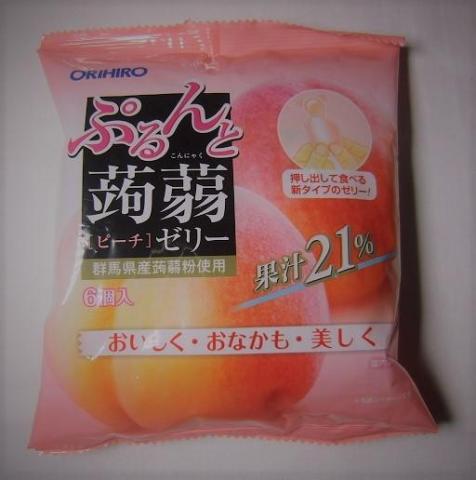 ORIHIRO
ぷるんと
こんにゃく
蒟蒻
[ピーチ]ゼリー
群馬県産蒟蒻粉使用
6個入
押し出して食べる
新タイプのゼリー!
果汁21%
おいしく・おなかも・美しく